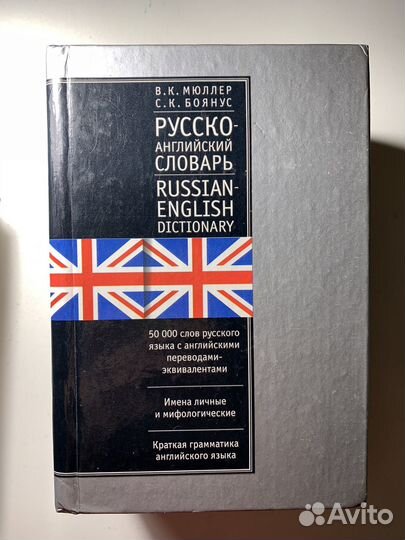 В.К. МЮЛЛЕР
С.К. БОЯНУС
РУССКО-
АНГЛИЙСКИЙ
СЛОВАРЬ
RUSSIAN-
ENGLISH
DICTIONARY
50 000 слов русского
языка с английскими
переводами-
эквивалентами
Имена личные
и мифологические
Краткая грамматика
английского языка
Avito